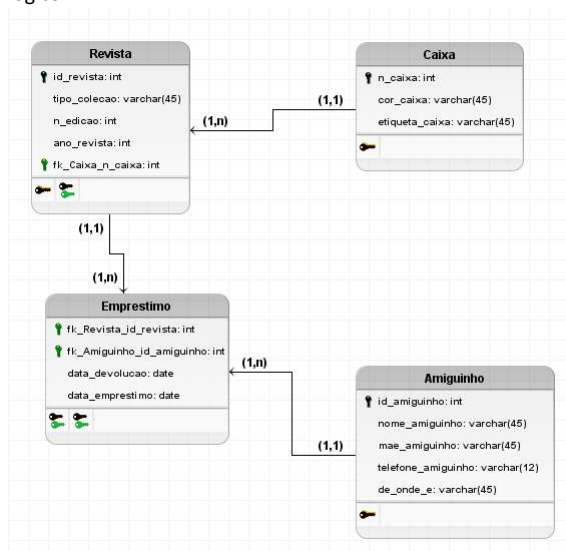 Revista
id_revista: int
tipo_colecao: varchar(45)
n_edicao: int
ano_revista: int
fk_Caixa_n_caixa: int
Caixa
n_caixa: int
cor_caixa: varchar(45)
etiqueta_caixa: varchar(45)
(1,1)
(1,n)
(1,1)
(1,n)
Emprestimo
fk_Revista_id_revista: int
fk_Amiguinho_id_amiguinho: int
data_devolucao: date
data_emprestimo: date
(1,n)
(1,1)
Amiguinho
id_amiguinho: int
nome_amiguinho: varchar(45)
mae_amiguinho: varchar(45)
telefone_amiguinho: varchar(12)
de_onde_e: varchar(45)